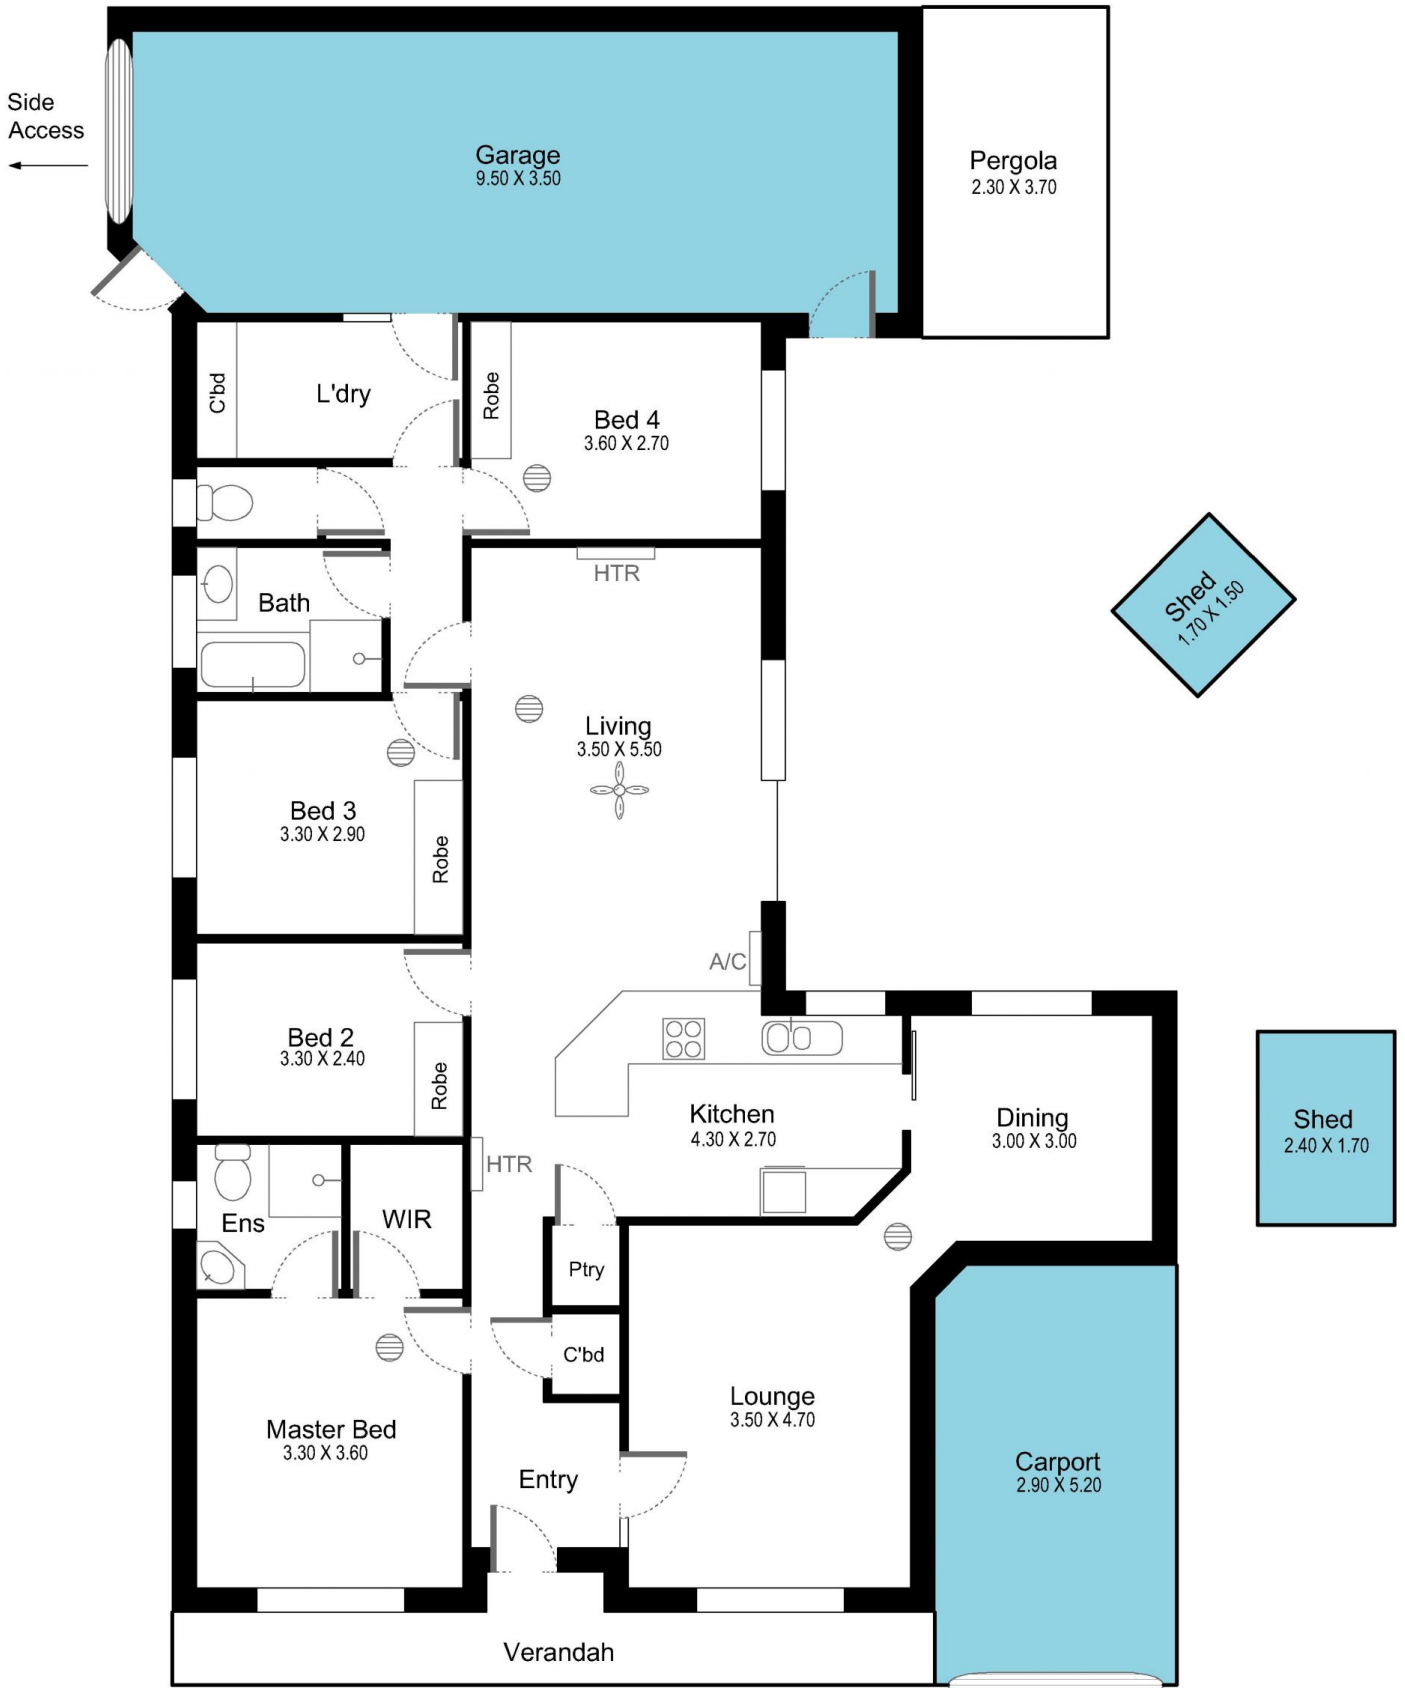 Side
Access
Garage
9.50 X 3.50
Pergola
2.30 X 3.70
C'bd
L'dry
Robe
Bed 4
3.60 X 2.70
HTR
Bath
Shed
1.70 X 1.50
Living
3.50 X 5.50
Bed 3
3.30 X 2.90
Robe
A/C
Bed 2
3.30 X 2.40
Robe
Kitchen
4.30 X 2.70
Dining
3.00 X 3.00
Shed
2.40 X 1.70
HTR
Ens
WIR
Ptry
C'bd
Lounge
3.50 X 4.70
Master Bed
3.30 X 3.60
Entry
Carport
2.90 X 5.20
Verandah